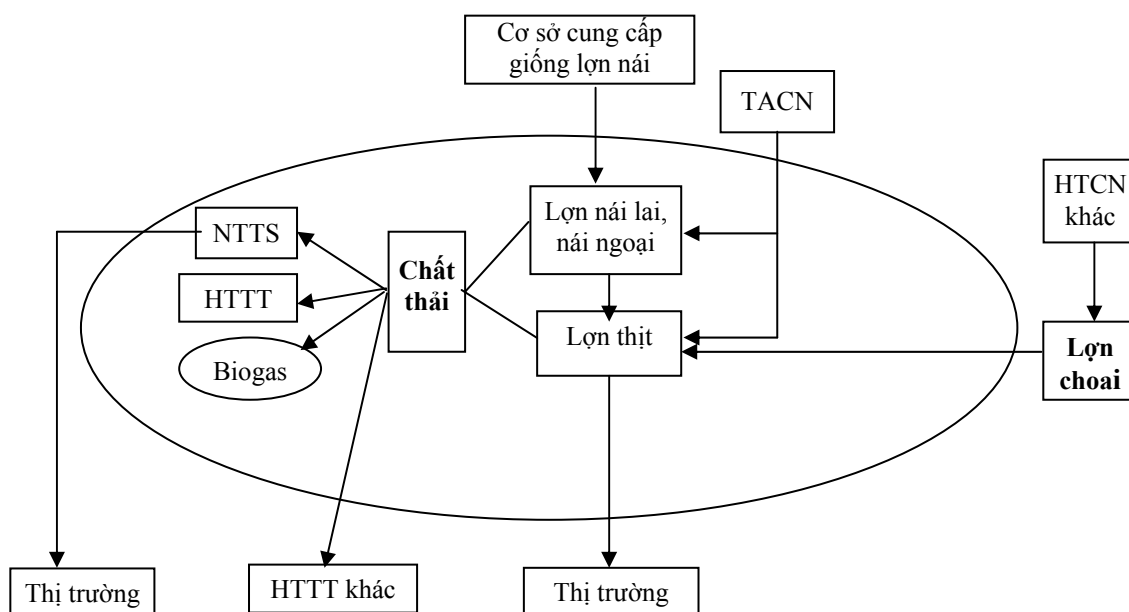 Cơ sở cung cấp
giống lợn nái
TACN
HTCN
khác
Lợn nái lai,
nái ngoại
NTTS
Chất
thải
HTTT
Lợn thịt
Lợn
choai
Biogas
Thị trường
HTTT khác
Thị trường